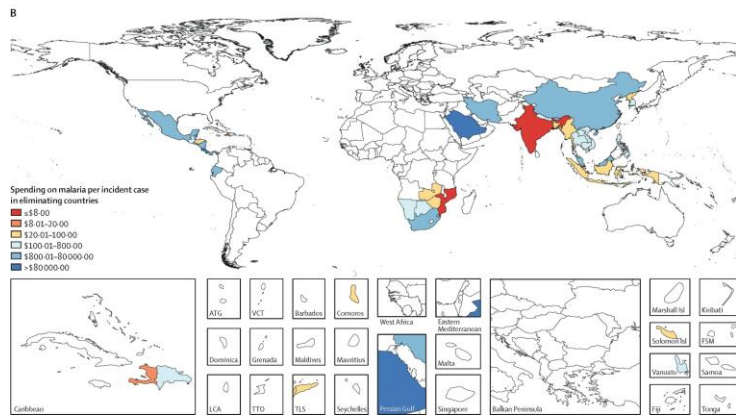 B
Spending on malaria per incident case
in eliminating countries
≤$8·00
$8·01–20·00
$20·01–100·00
$100·01–800·00
$800·01–80 000·00
>$80 000·00
Caribbean
ATG
VCT
Barbados
Comoros
Dominica
Grenada
Maldives
Mauritius
LCA
TTO
TLS
Seychelles
West Africa
Eastern
Mediterranean
Persian Gulf
Malta
Singapore
Balkan Peninsula
Marshall Isl
Kiribati
Solomon Isl
FSM
Vanuatu
Samoa
Fiji
Tonga